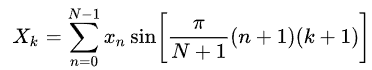 X_k = \sum_{n=0}^{N-1} x_n \sin\left[\frac{\pi}{N+1}(n+1)(k+1)\right]